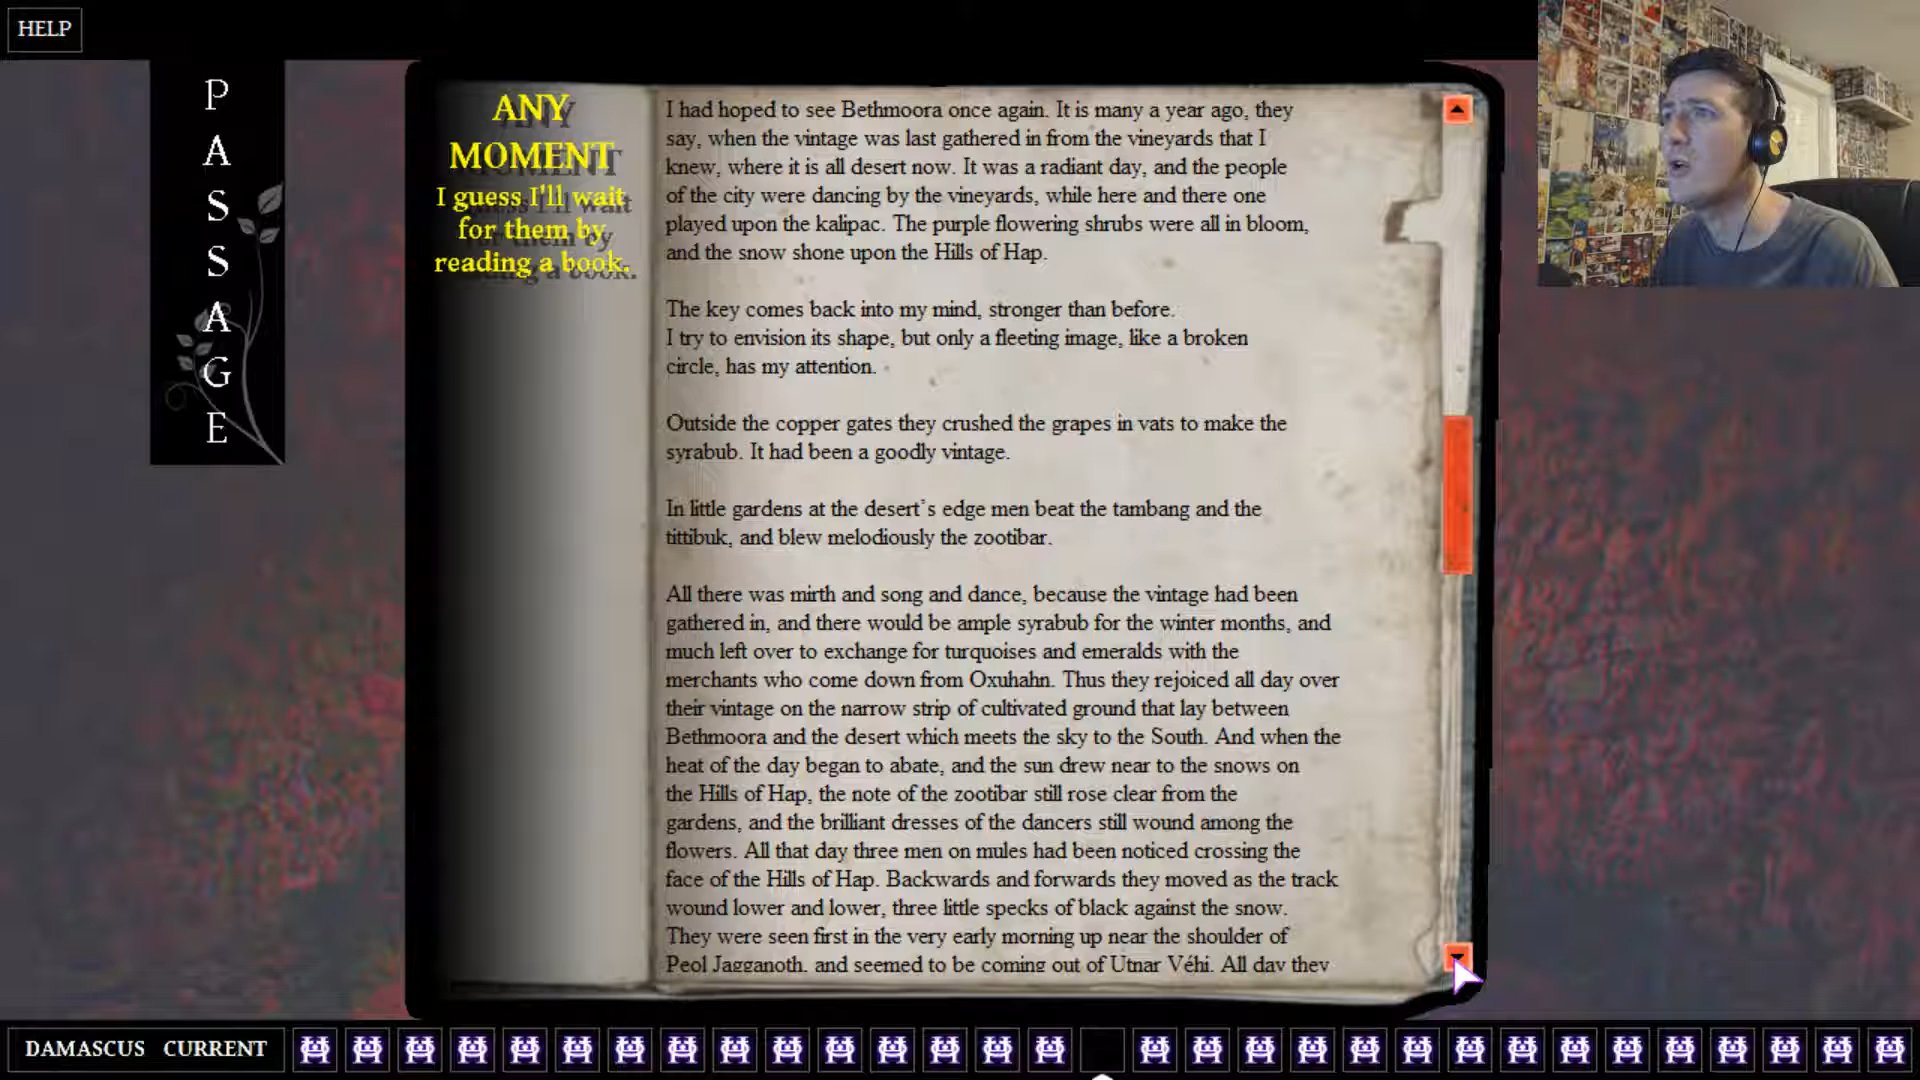 HELP
PASSAGE
ANY
MOMENT
I guess I'll wait
for them by
reading a book.
I had hoped to see Bethmoora once again. It is many a year ago, they
say, when the vintage was last gathered in from the vineyards that I
knew, where it is all desert now. It was a radiant day, and the people
of the city were dancing by the vineyards, while here and there one
played upon the kalipac. The purple flowering shrubs were all in bloom,
and the snow shone upon the Hills of Hap.
The key comes back into my mind, stronger than before.
I try to envision its shape, but only a fleeting image, like a broken
circle, has my attention.
Outside the copper gates they crushed the grapes in vats to make the
syrabub. It had been a goodly vintage.
In little gardens at the desert's edge men beat the tambang and the
tittibuk, and blew melodiously the zootibar.
All there was mirth and song and dance, because the vintage had been
gathered in, and there would be ample syrabub for the winter months, and
much left over to exchange for turquoises and emeralds with the
merchants who come down from Oxuhahn. Thus they rejoiced all day over
their vintage on the narrow strip of cultivated ground that lay between
Bethmoora and the desert which meets the sky to the South. And when the
heat of the day began to abate, and the sun drew near to the snows on
the Hills of Hap, the note of the zootibar still rose clear from the
gardens, and the brilliant dresses of the dancers still wound among the
flowers. All that day three men on mules had been noticed crossing the
face of the Hills of Hap. Backwards and forwards they moved as the track
wound lower and lower, three little specks of black against the snow.
They were seen first in the very early morning up near the shoulder of
Peol Jagganoth, and seemed to be coming out of Utnar Véhi. All day they
DAMASCUS CURRENT